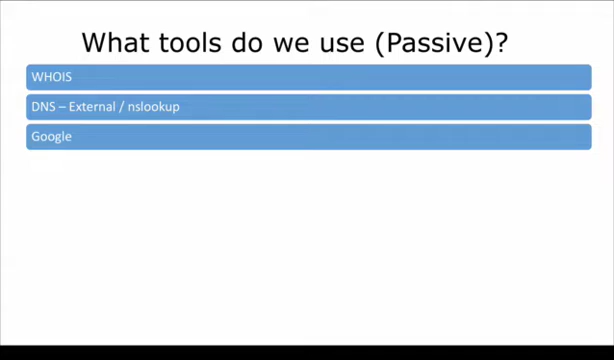 What tools do we use (Passive)?
WHOIS
DNS – External / nslookup
Google